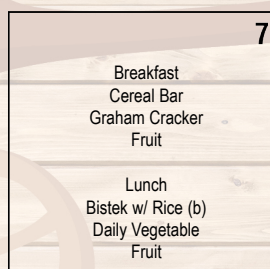 7
Breakfast
Cereal Bar
Graham Cracker
Fruit
Lunch
Bistek w/ Rice (b)
Daily Vegetable
Fruit